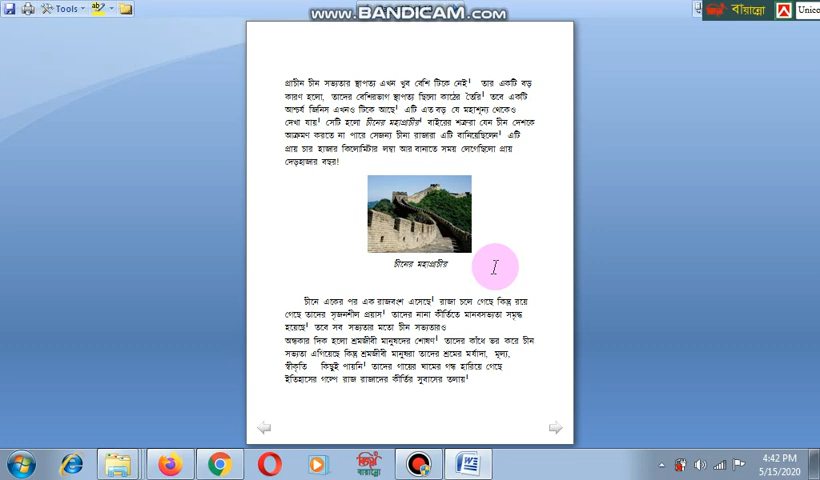 www.BANDICAM.com
Tools
বায়ান্নো
Unico
প্রাচীন চীন সভ্যতার স্থাপত্য এখন খুব বেশি টিকে নেই। তার একটি বড়
কারণ হলো, তাদের বেশিরভাগ স্থাপত্য ছিলো কাঠের তৈরি। তবে একটি
আশ্চর্য জিনিস এখনও টিকে আছে। এটি এত বড় যে মহাশূন্য থেকেও
দেখা যায়। সেটি হলো চীনের মহাপ্রাচীর। বাইরের শত্রুরা যেন চীন দেশকে
আক্রমণ করতে না পারে সেজন্য চীনা রাজারা এটি বানিয়েছিলেন। এটি
প্রায় চার হাজার কিলোমিটার লম্বা আর বানাতে সময় লেগেছিলো প্রায়
দেড়হাজার বছর!
চীনের মহাপ্রাচীর
চীনে একের পর এক রাজবংশ এসেছে। রাজা চলে গেছে কিন্তু রয়ে
গেছে তাদের সৃজনশীল প্রয়াস। তাদের নানা কীর্তিতে মানবসভ্যতা সমৃদ্ধ
হয়েছে। তবে সব সভ্যতার মতো চীন সভ্যতারও
অন্ধকার দিক হলো শ্রমজীবী মানুষদের শোষণ। তাদের কাঁধে ভর করে চীন
সভ্যতা এগিয়েছে কিন্তু শ্রমজীবী মানুষরা তাদের শ্রমের মর্যাদা, মূল্য,
স্বীকৃতি কিছুই পায়নি। তাদের গায়ের ঘামের গন্ধ হারিয়ে গেছে
ইতিহাসের গল্পে রাজ রাজাদের কীর্তির সুবাসের তলায়।
4:42 PM
5/15/2020